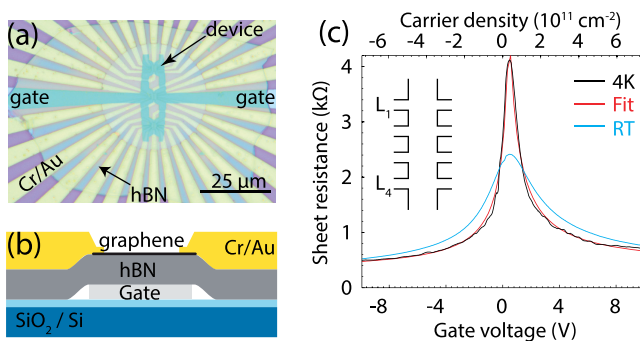 (a)
device
gate
gate
Cr/Au
hBN
25 µm
(b)
graphene
Cr/Au
hBN
Gate
SiO₂ / Si
(c)
Carrier density (10¹¹ cm⁻²)
-6 -4 -2 0 2 4 6
Sheet resistance (kΩ)
4
3
2
1
0
L₁
L₄
4K
Fit
RT
-8 -4 0 4 8
Gate voltage (V)